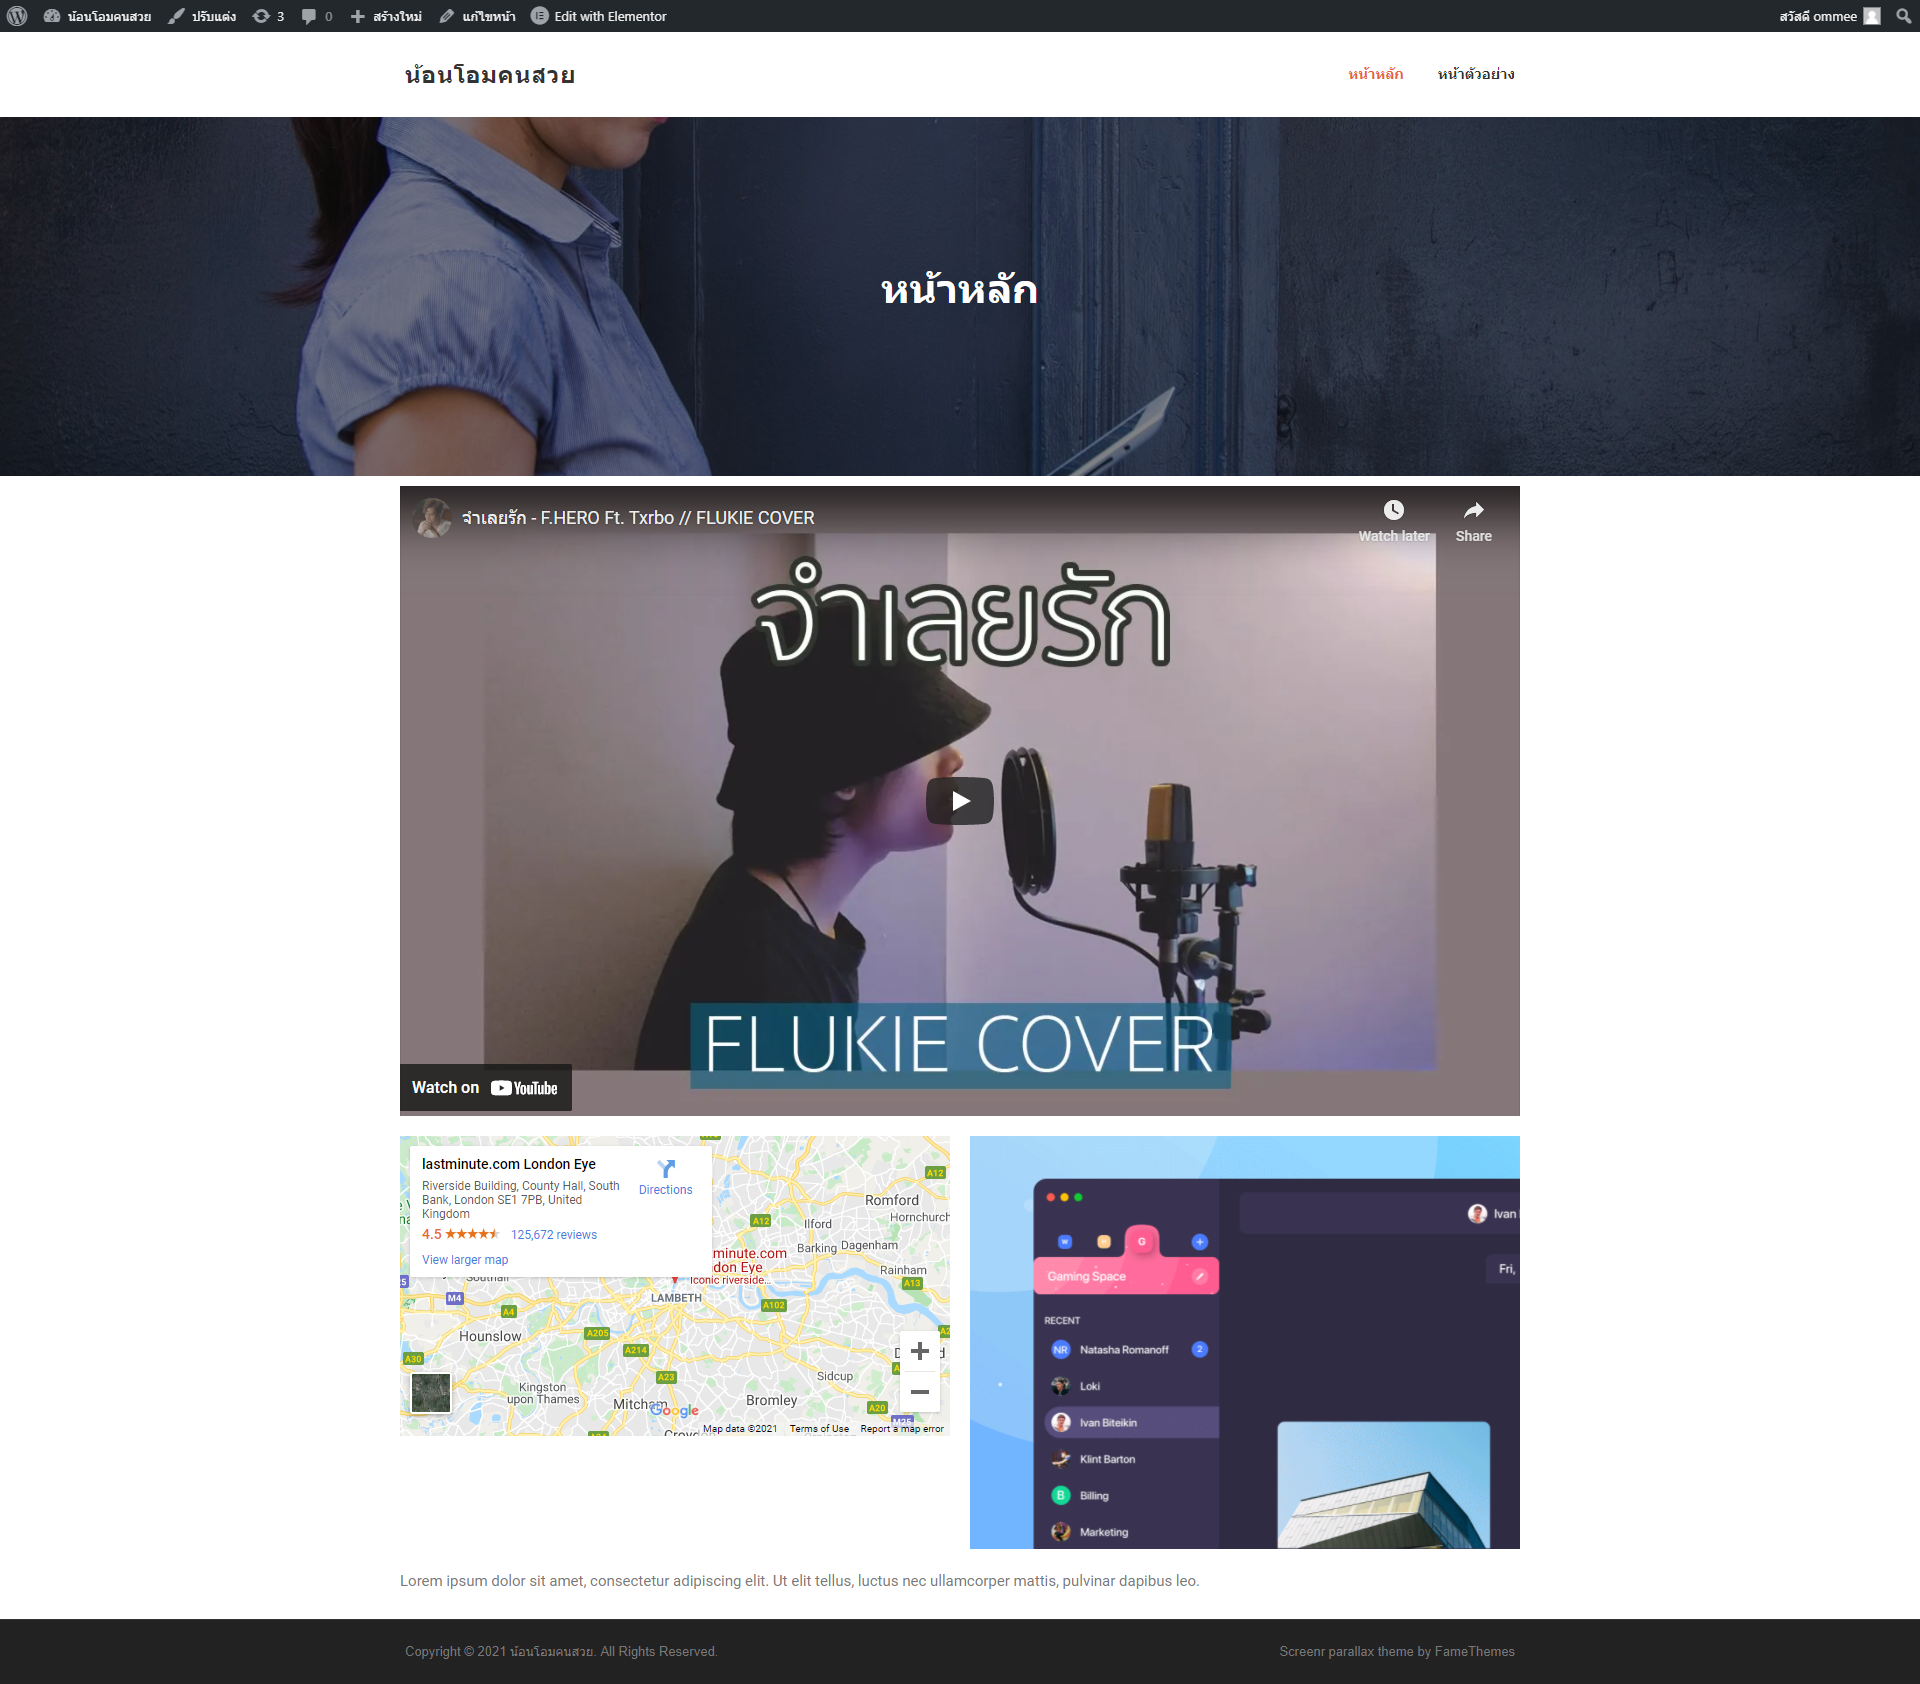 น้อนโอมคนสวย ปรับแต่ง 3 0 สร้างใหม่ แก้ไขหน้า Edit with Elementor สวัสดี ommee
น้อนโอมคนสวย หน้าหลัก หน้าตัวอย่าง
หน้าหลัก
จำเลยรัก - F.HERO Ft. Txrbo // FLUKIE COVER
Watch later Share
จำเลยรัก
FLUKIE COVER
Watch on YouTube
lastminute.com London Eye
Riverside Building, County Hall, South
Bank, London SE1 7PB, United
Kingdom
4.5 125,672 reviews
View larger map
Directions
A12
Romford
Hornchurch
A12
Ilford
Barking Dagenham
minute.com
don Eye
Iconic riverside...
Rainham
A13
M4
LAMBETH
A102
A4
Hounslow
A205
A214
A30
A23
Sidcup
Kingston
upon Thames
Mitcham
Bromley
A20
M25
Google
Map data ©2021 Terms of Use Report a map error
Ivan
Fri,
W
G
Gaming Space
RECENT
NR Natasha Romanoff 2
Loki
Ivan Biteikin
Klint Barton
B Billing
Marketing
Lorem ipsum dolor sit amet, consectetur adipiscing elit. Ut elit tellus, luctus nec ullamcorper mattis, pulvinar dapibus leo.
Copyright © 2021 น้อนโอมคนสวย. All Rights Reserved. Screenr parallax theme by FameThemes